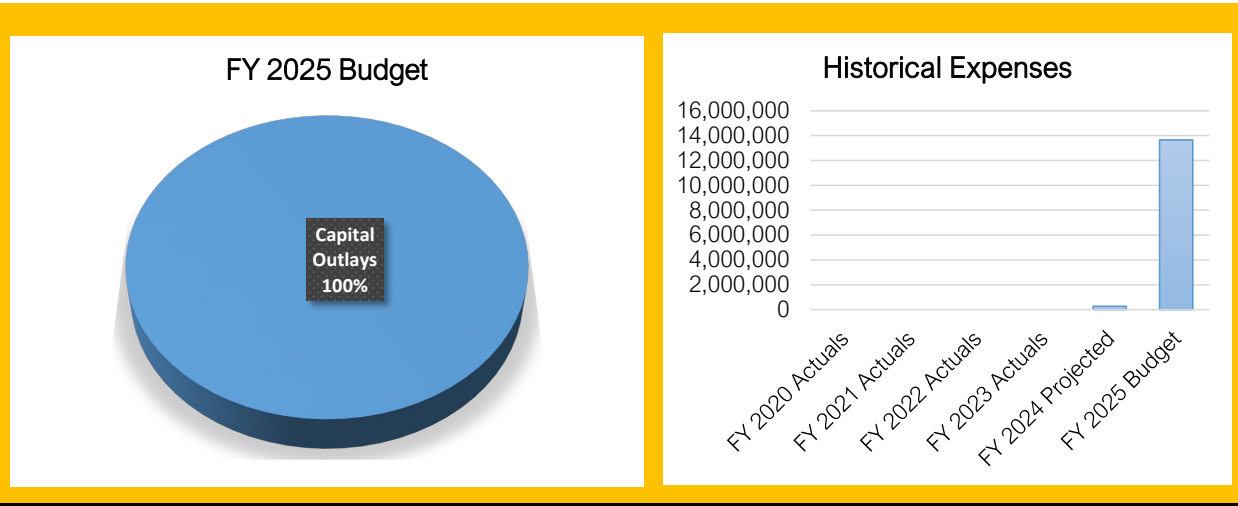 FY 2025 Budget
Capital
Outlays
100%
Historical Expenses
16,000,000
14,000,000
12,000,000
10,000,000
8,000,000
6,000,000
4,000,000
2,000,000
0
FY 2020 Actuals
FY 2021 Actuals
FY 2022 Actuals
FY 2023 Actuals
FY 2024 Projected
FY 2025 Budget